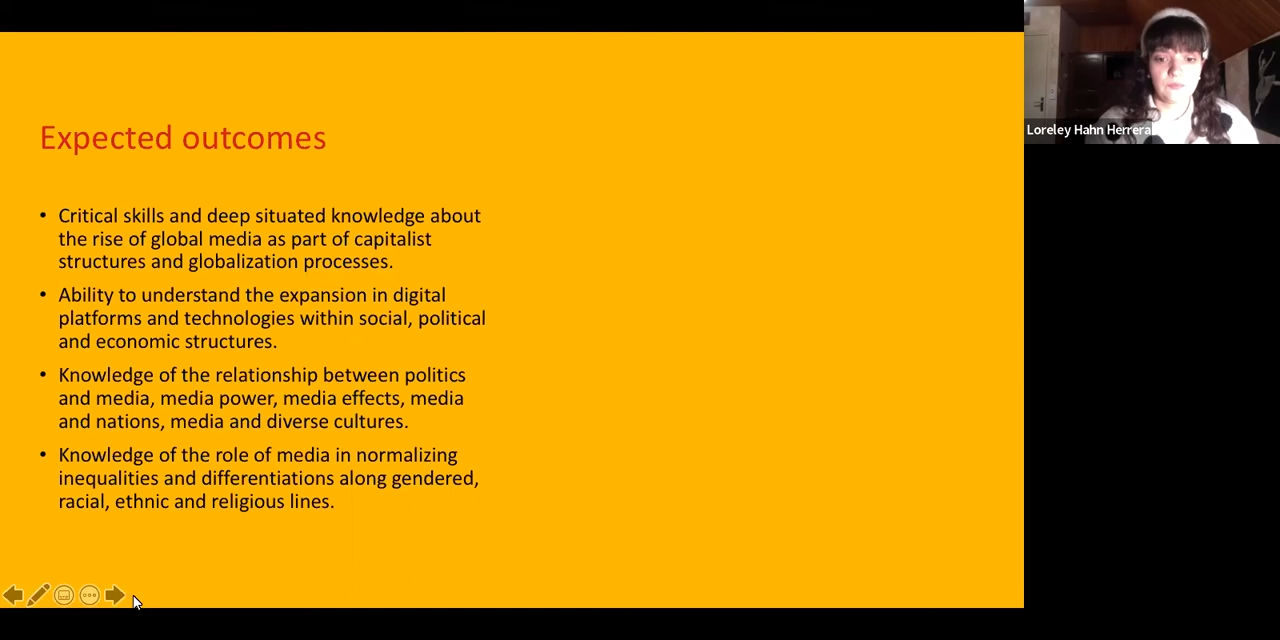 Expected outcomes
• Critical skills and deep situated knowledge about
the rise of global media as part of capitalist
structures and globalization processes.
• Ability to understand the expansion in digital
platforms and technologies within social, political
and economic structures.
• Knowledge of the relationship between politics
and media, media power, media effects, media
and nations, media and diverse cultures.
• Knowledge of the role of media in normalizing
inequalities and differentiations along gendered,
racial, ethnic and religious lines.
Loreley Hahn Herrera